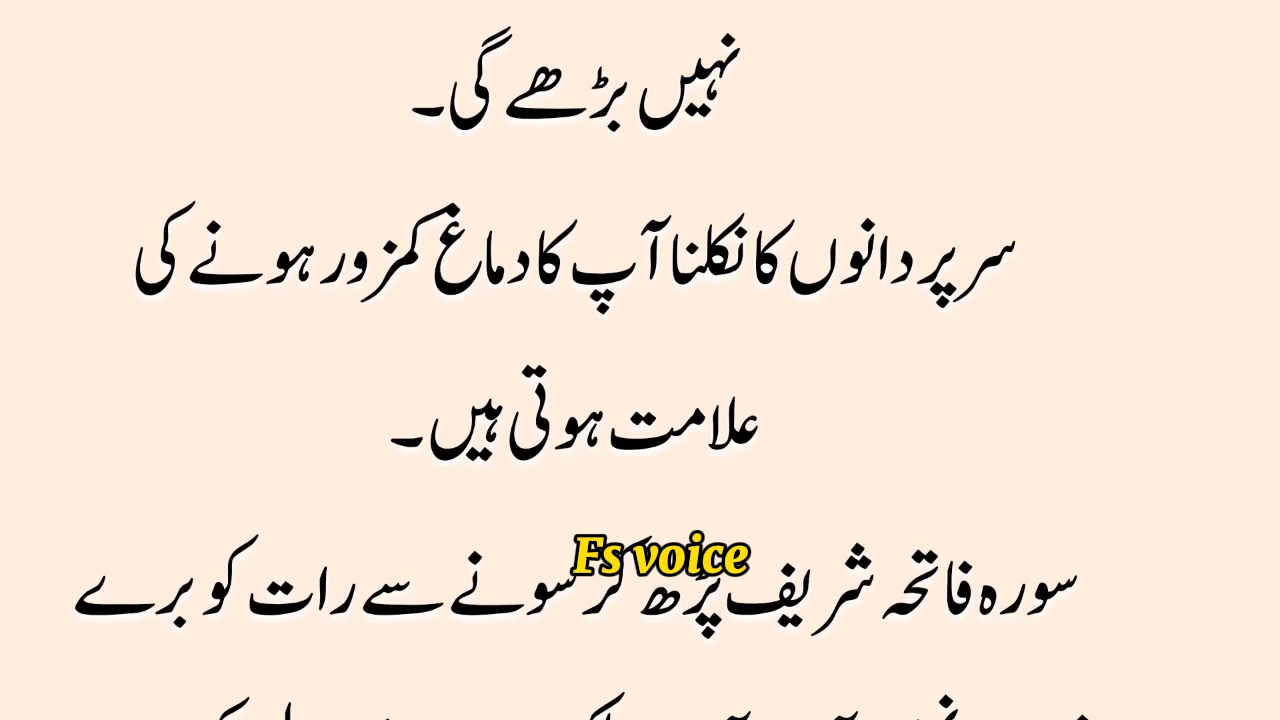 نہیں بڑھے گی۔
سر پر دانوں کا نکلنا آپ کا دماغ کمزور ہونے کی
علامت ہوتی ہیں۔
سورہ فاتحہ شریف پڑھ کر سونے سے رات کو برے
Fs voice